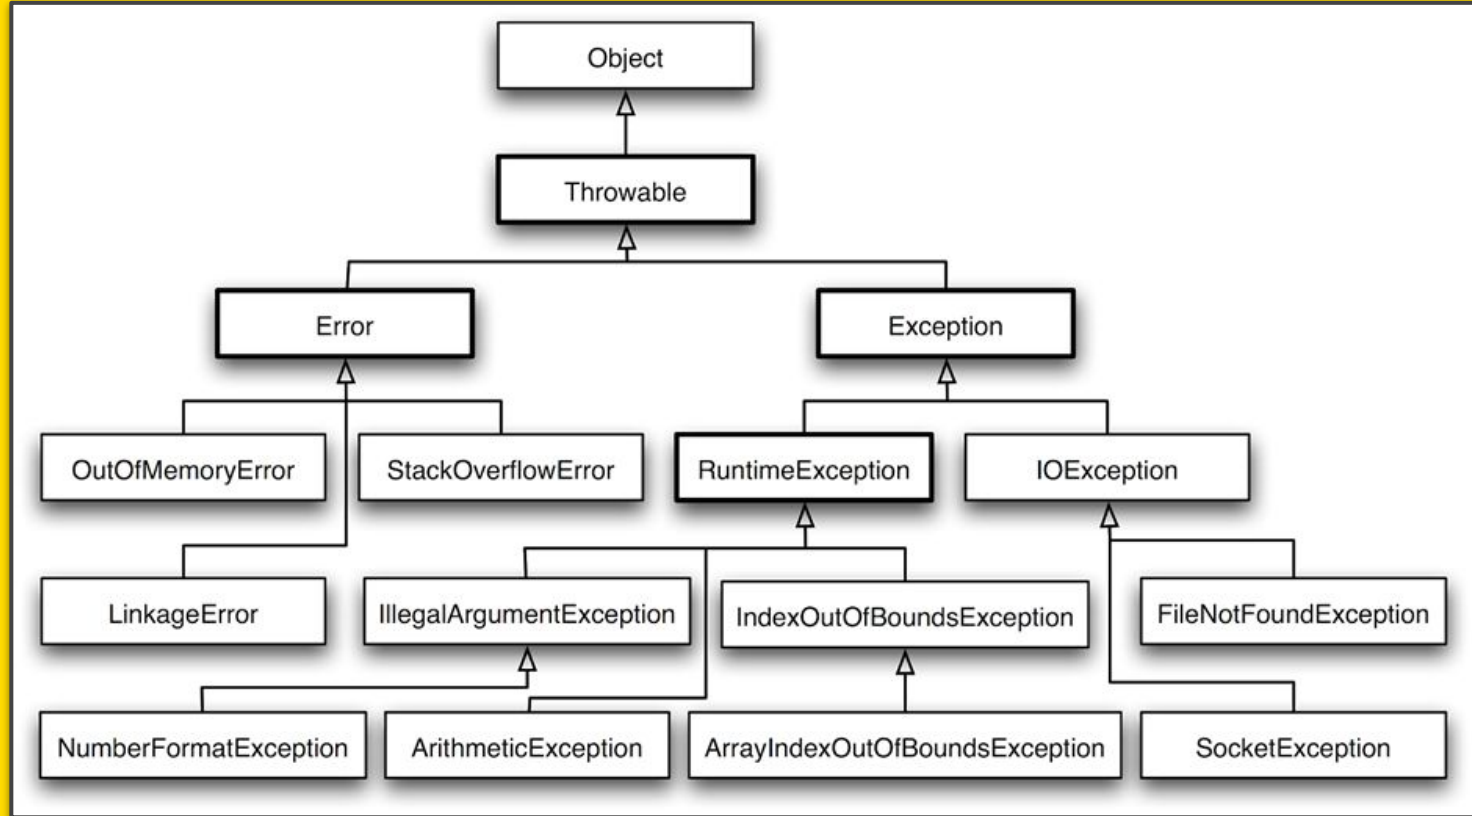 Object
Throwable
Error
Exception
OutOfMemoryError
StackOverflowError
RuntimeException
IOException
LinkageError
IllegalArgumentException
IndexOutOfBoundsException
FileNotFoundException
NumberFormatException
ArithmeticException
ArrayIndexOutOfBoundsException
SocketException